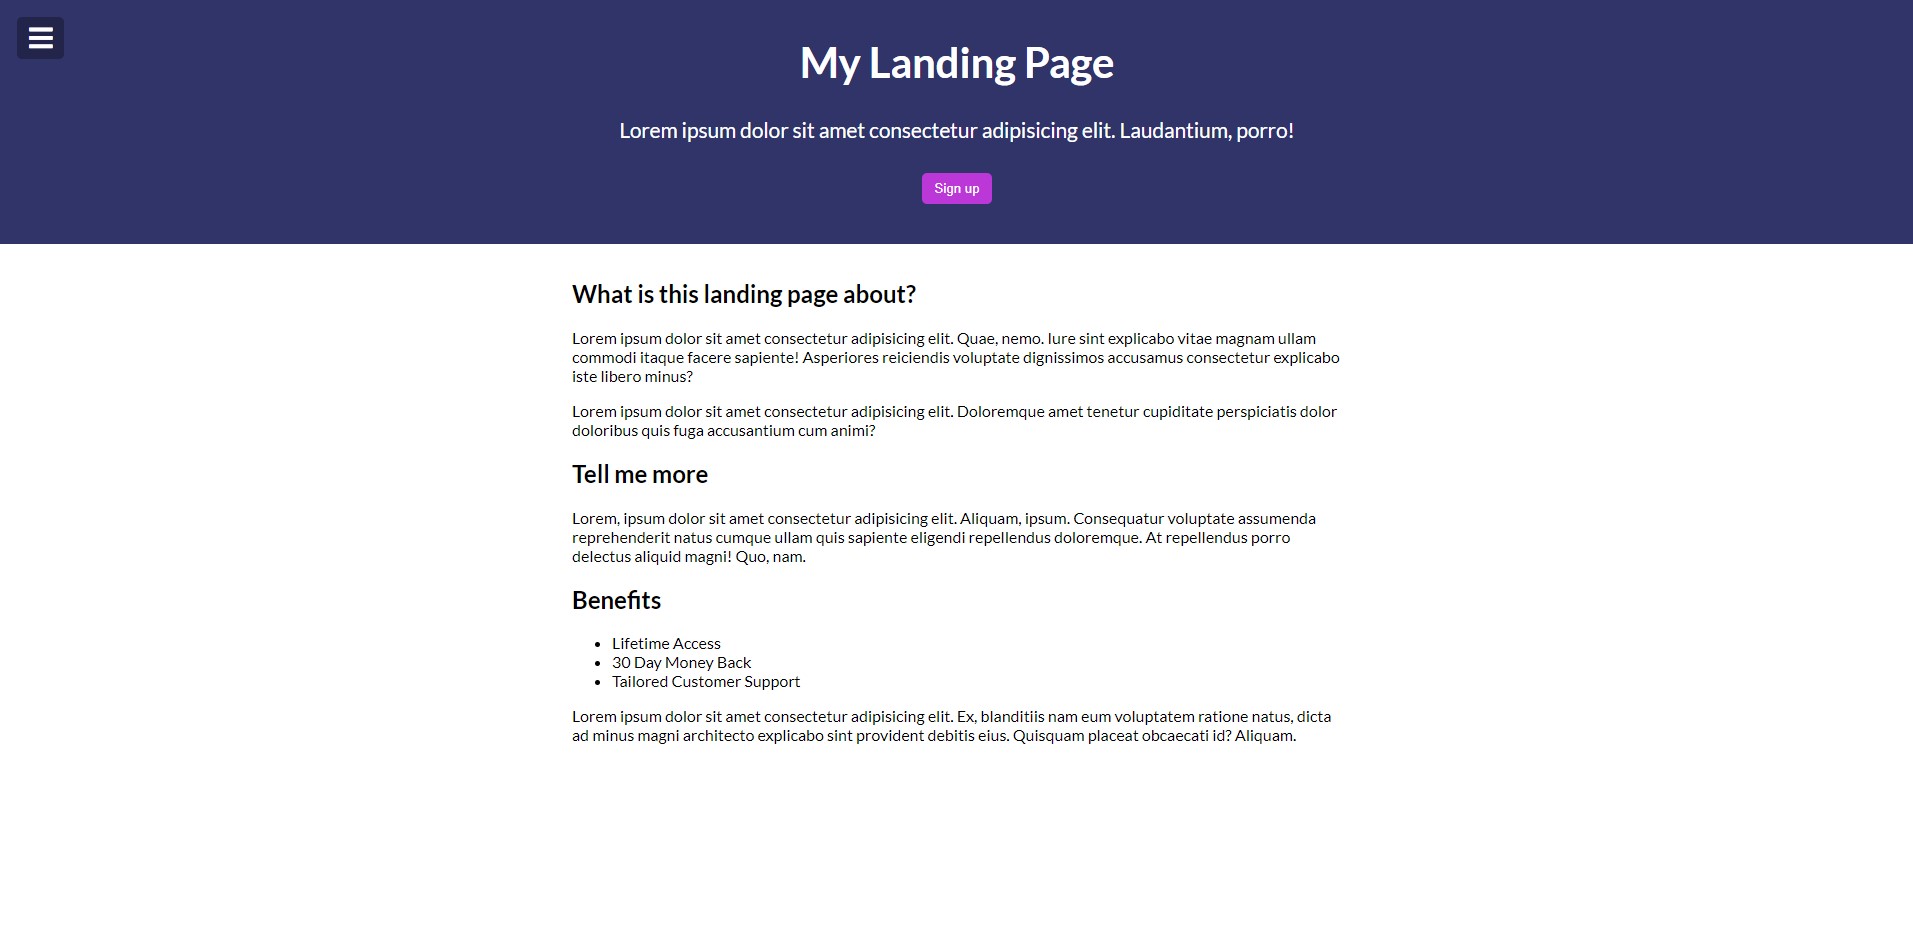 My Landing Page
Lorem ipsum dolor sit amet consectetur adipisicing elit. Laudantium, porro!
Sign up
What is this landing page about?
Lorem ipsum dolor sit amet consectetur adipisicing elit. Quae, nemo. Iure sint explicabo vitae magnam ullam
commodi itaque facere sapiente! Asperiores reiciendis voluptate dignissimos accusamus consectetur explicabo
iste libero minus?
Lorem ipsum dolor sit amet consectetur adipisicing elit. Doloremque amet tenetur cupiditate perspiciatis dolor
doloribus quis fuga accusantium cum animi?
Tell me more
Lorem, ipsum dolor sit amet consectetur adipisicing elit. Aliquam, ipsum. Consequatur voluptate assumenda
reprehenderit natus cumque ullam quis sapiente eligendi repellendus doloremque. At repellendus porro
delectus aliquid magni! Quo, nam.
Benefits
• Lifetime Access
• 30 Day Money Back
• Tailored Customer Support
Lorem ipsum dolor sit amet consectetur adipisicing elit. Ex, blanditiis nam eum voluptatem ratione natus, dicta
ad minus magni architecto explicabo sint provident debitis eius. Quisquam placeat obcaecati id? Aliquam.